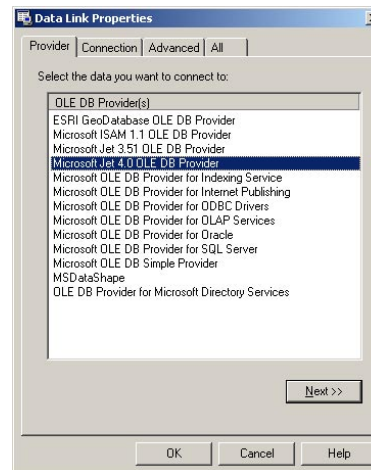 Data Link Properties
Provider Connection Advanced All
Select the data you want to connect to:
OLE DB Provider(s)
ESRI GeoDatabase OLE DB Provider
Microsoft ISAM 1.1 OLE DB Provider
Microsoft Jet 3.51 OLE DB Provider
Microsoft Jet 4.0 OLE DB Provider
Microsoft OLE DB Provider for Indexing Service
Microsoft OLE DB Provider for Internet Publishing
Microsoft OLE DB Provider for ODBC Drivers
Microsoft OLE DB Provider for OLAP Services
Microsoft OLE DB Provider for Oracle
Microsoft OLE DB Provider for SQL Server
Microsoft OLE DB Simple Provider
MSDataShape
OLE DB Provider for Microsoft Directory Services
Next >>
OK Cancel Help